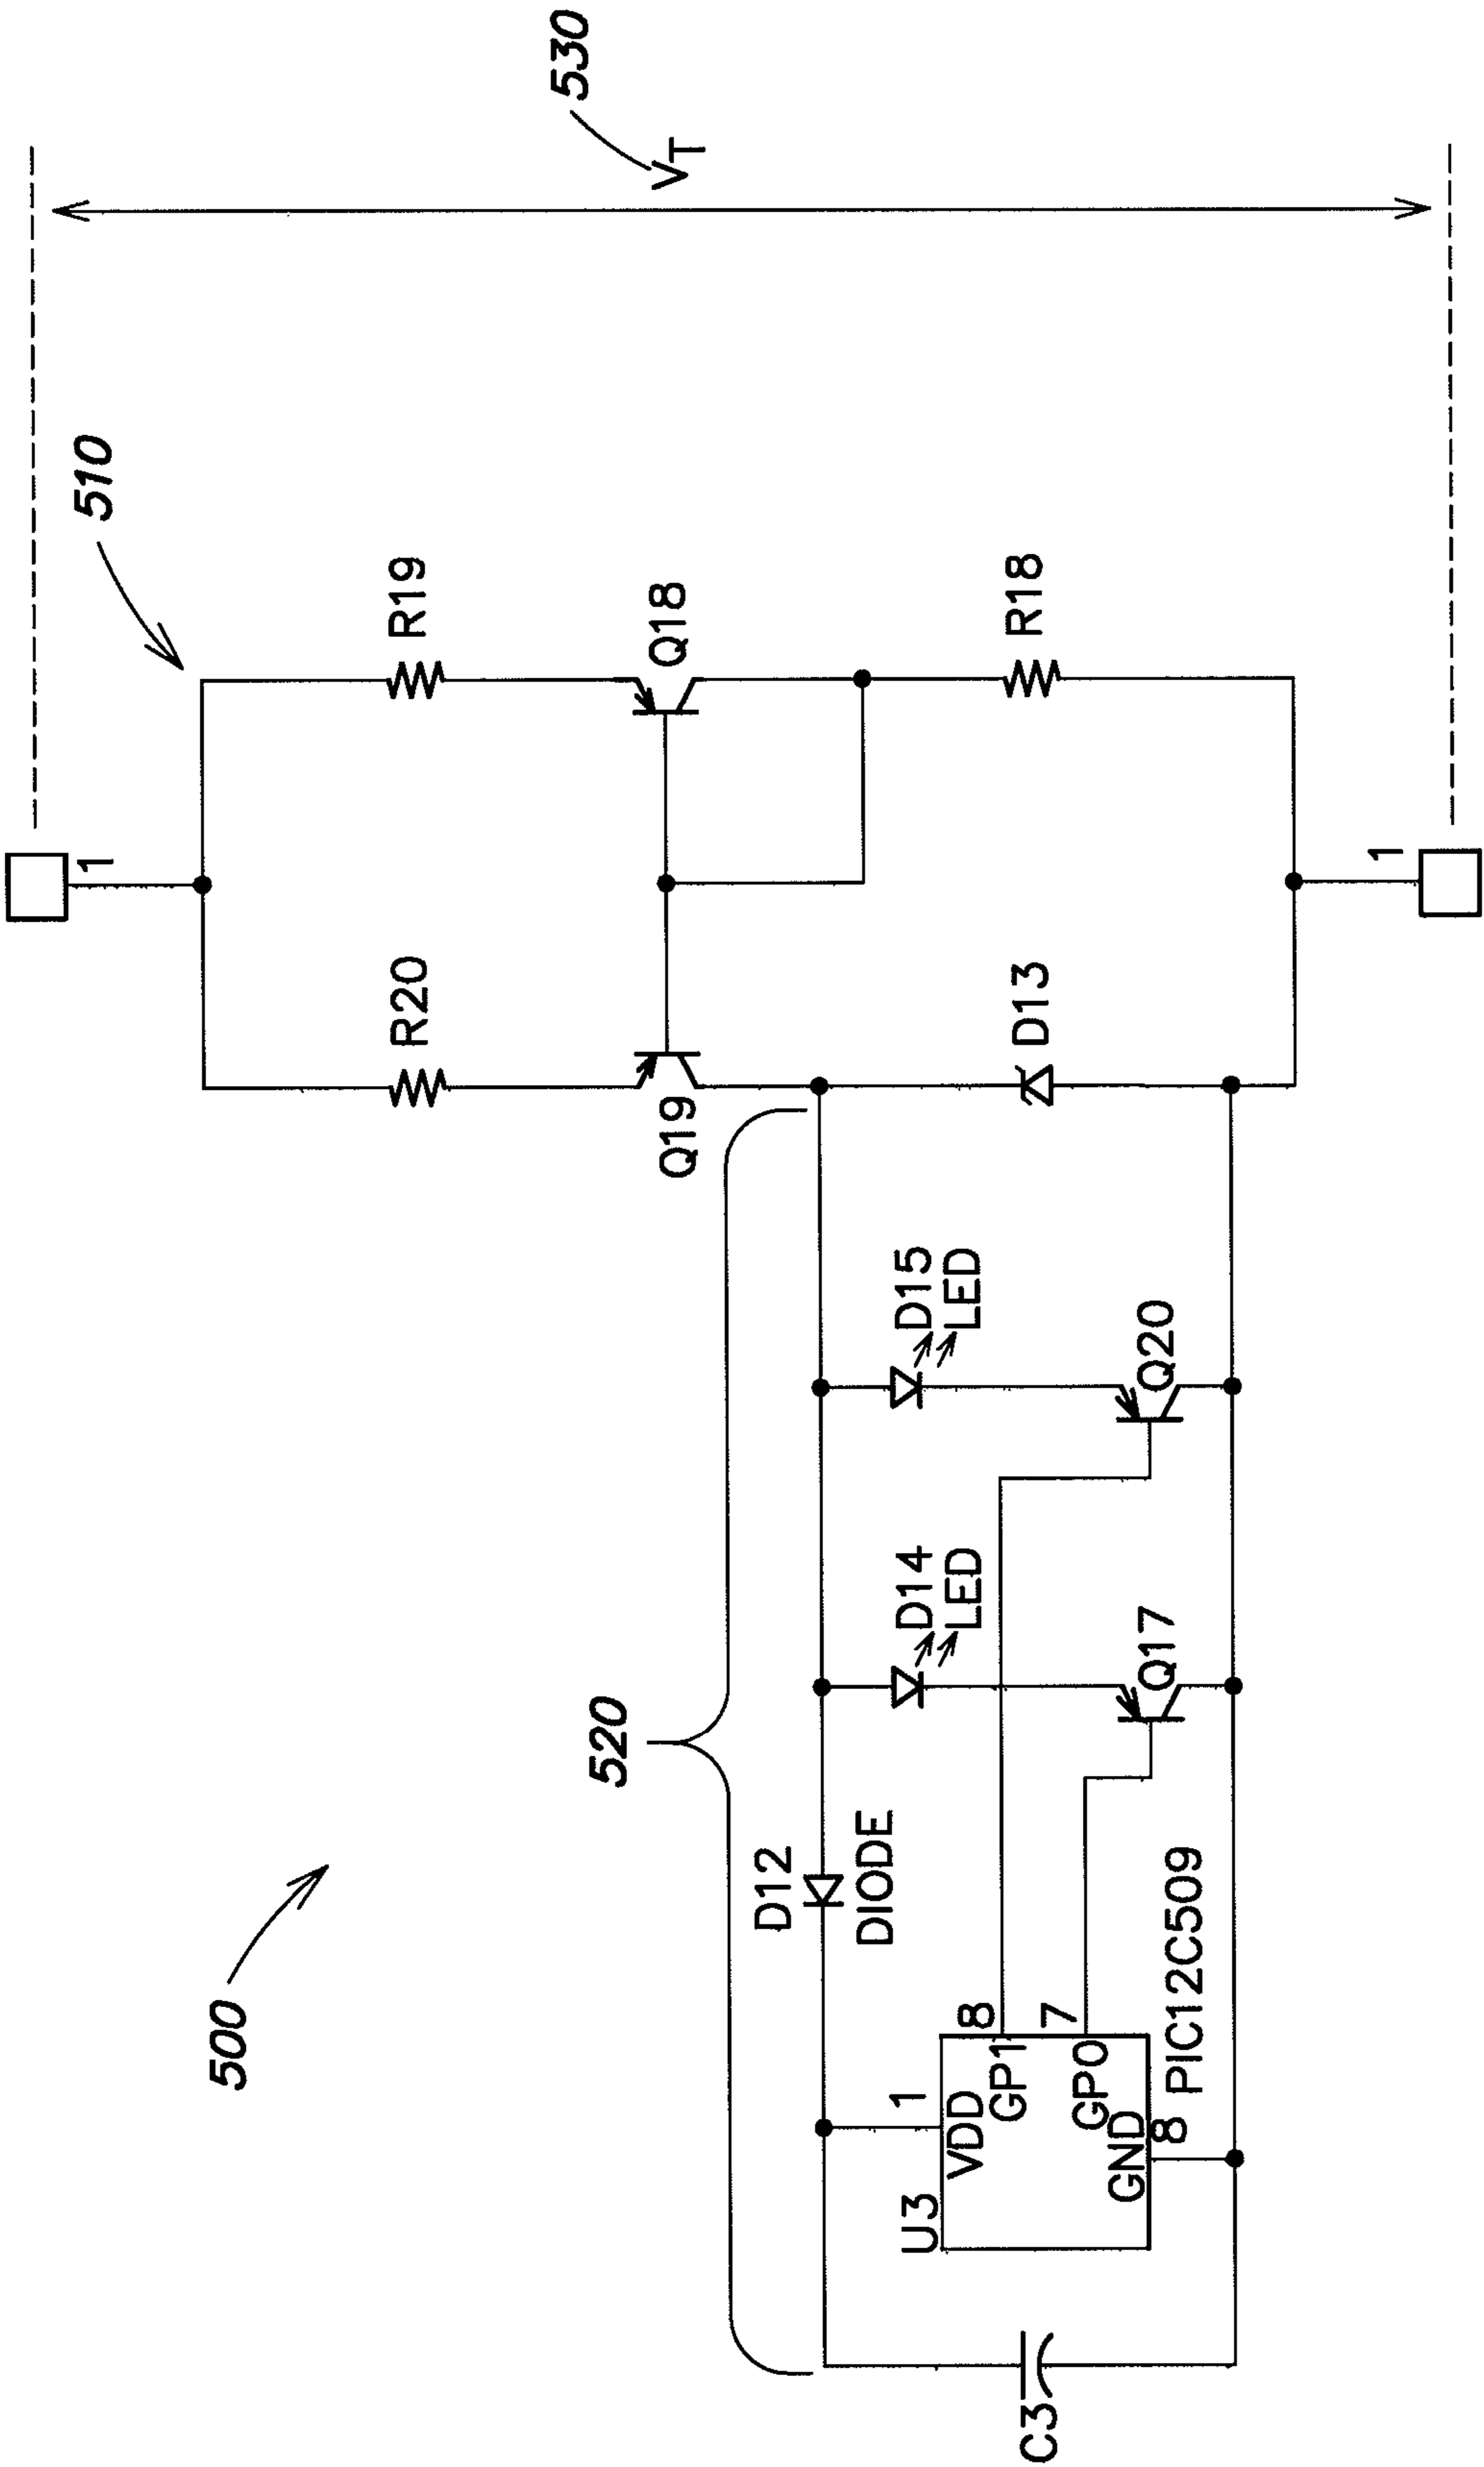 530
VT
510
R19
Q18
R18
1
1
R20
Q19
D13
520
D15
LED
Q20
D14
LED
Q17
D12
DIODE
500
8
7
PIC12C509
GP1
GP0
1
VDD
GND
8
U3
C3